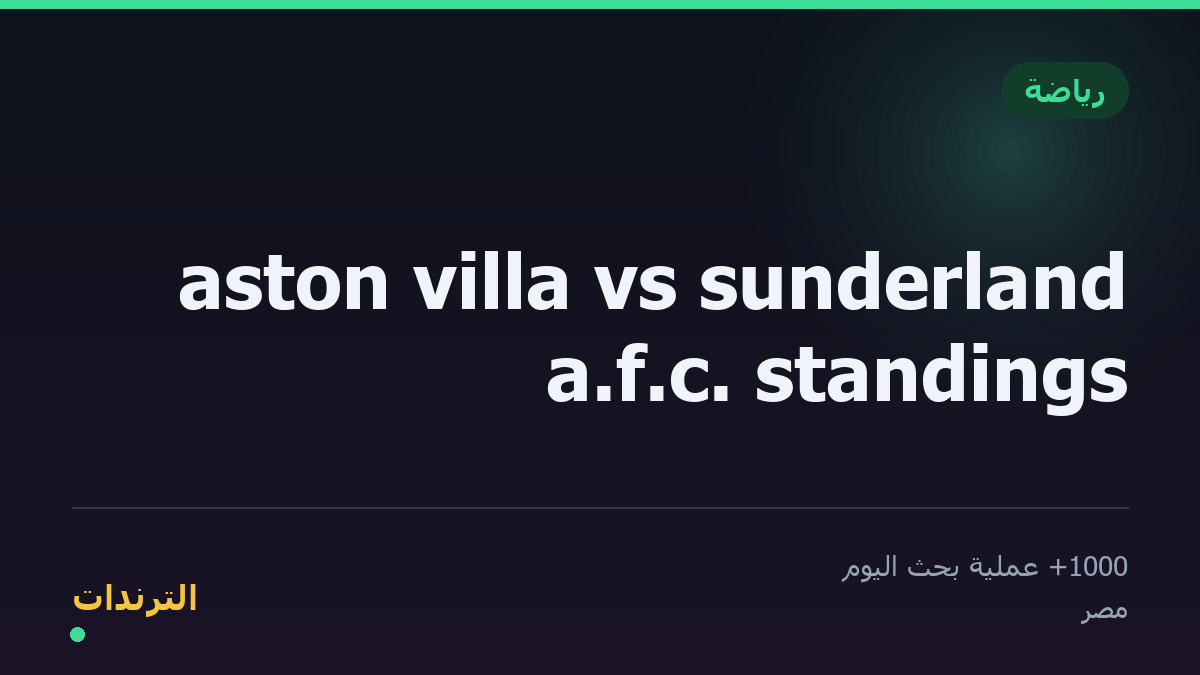 رياضة
aston villa vs sunderland
a.f.c. standings
1000+ عملية بحث اليوم
مصر
الترندات